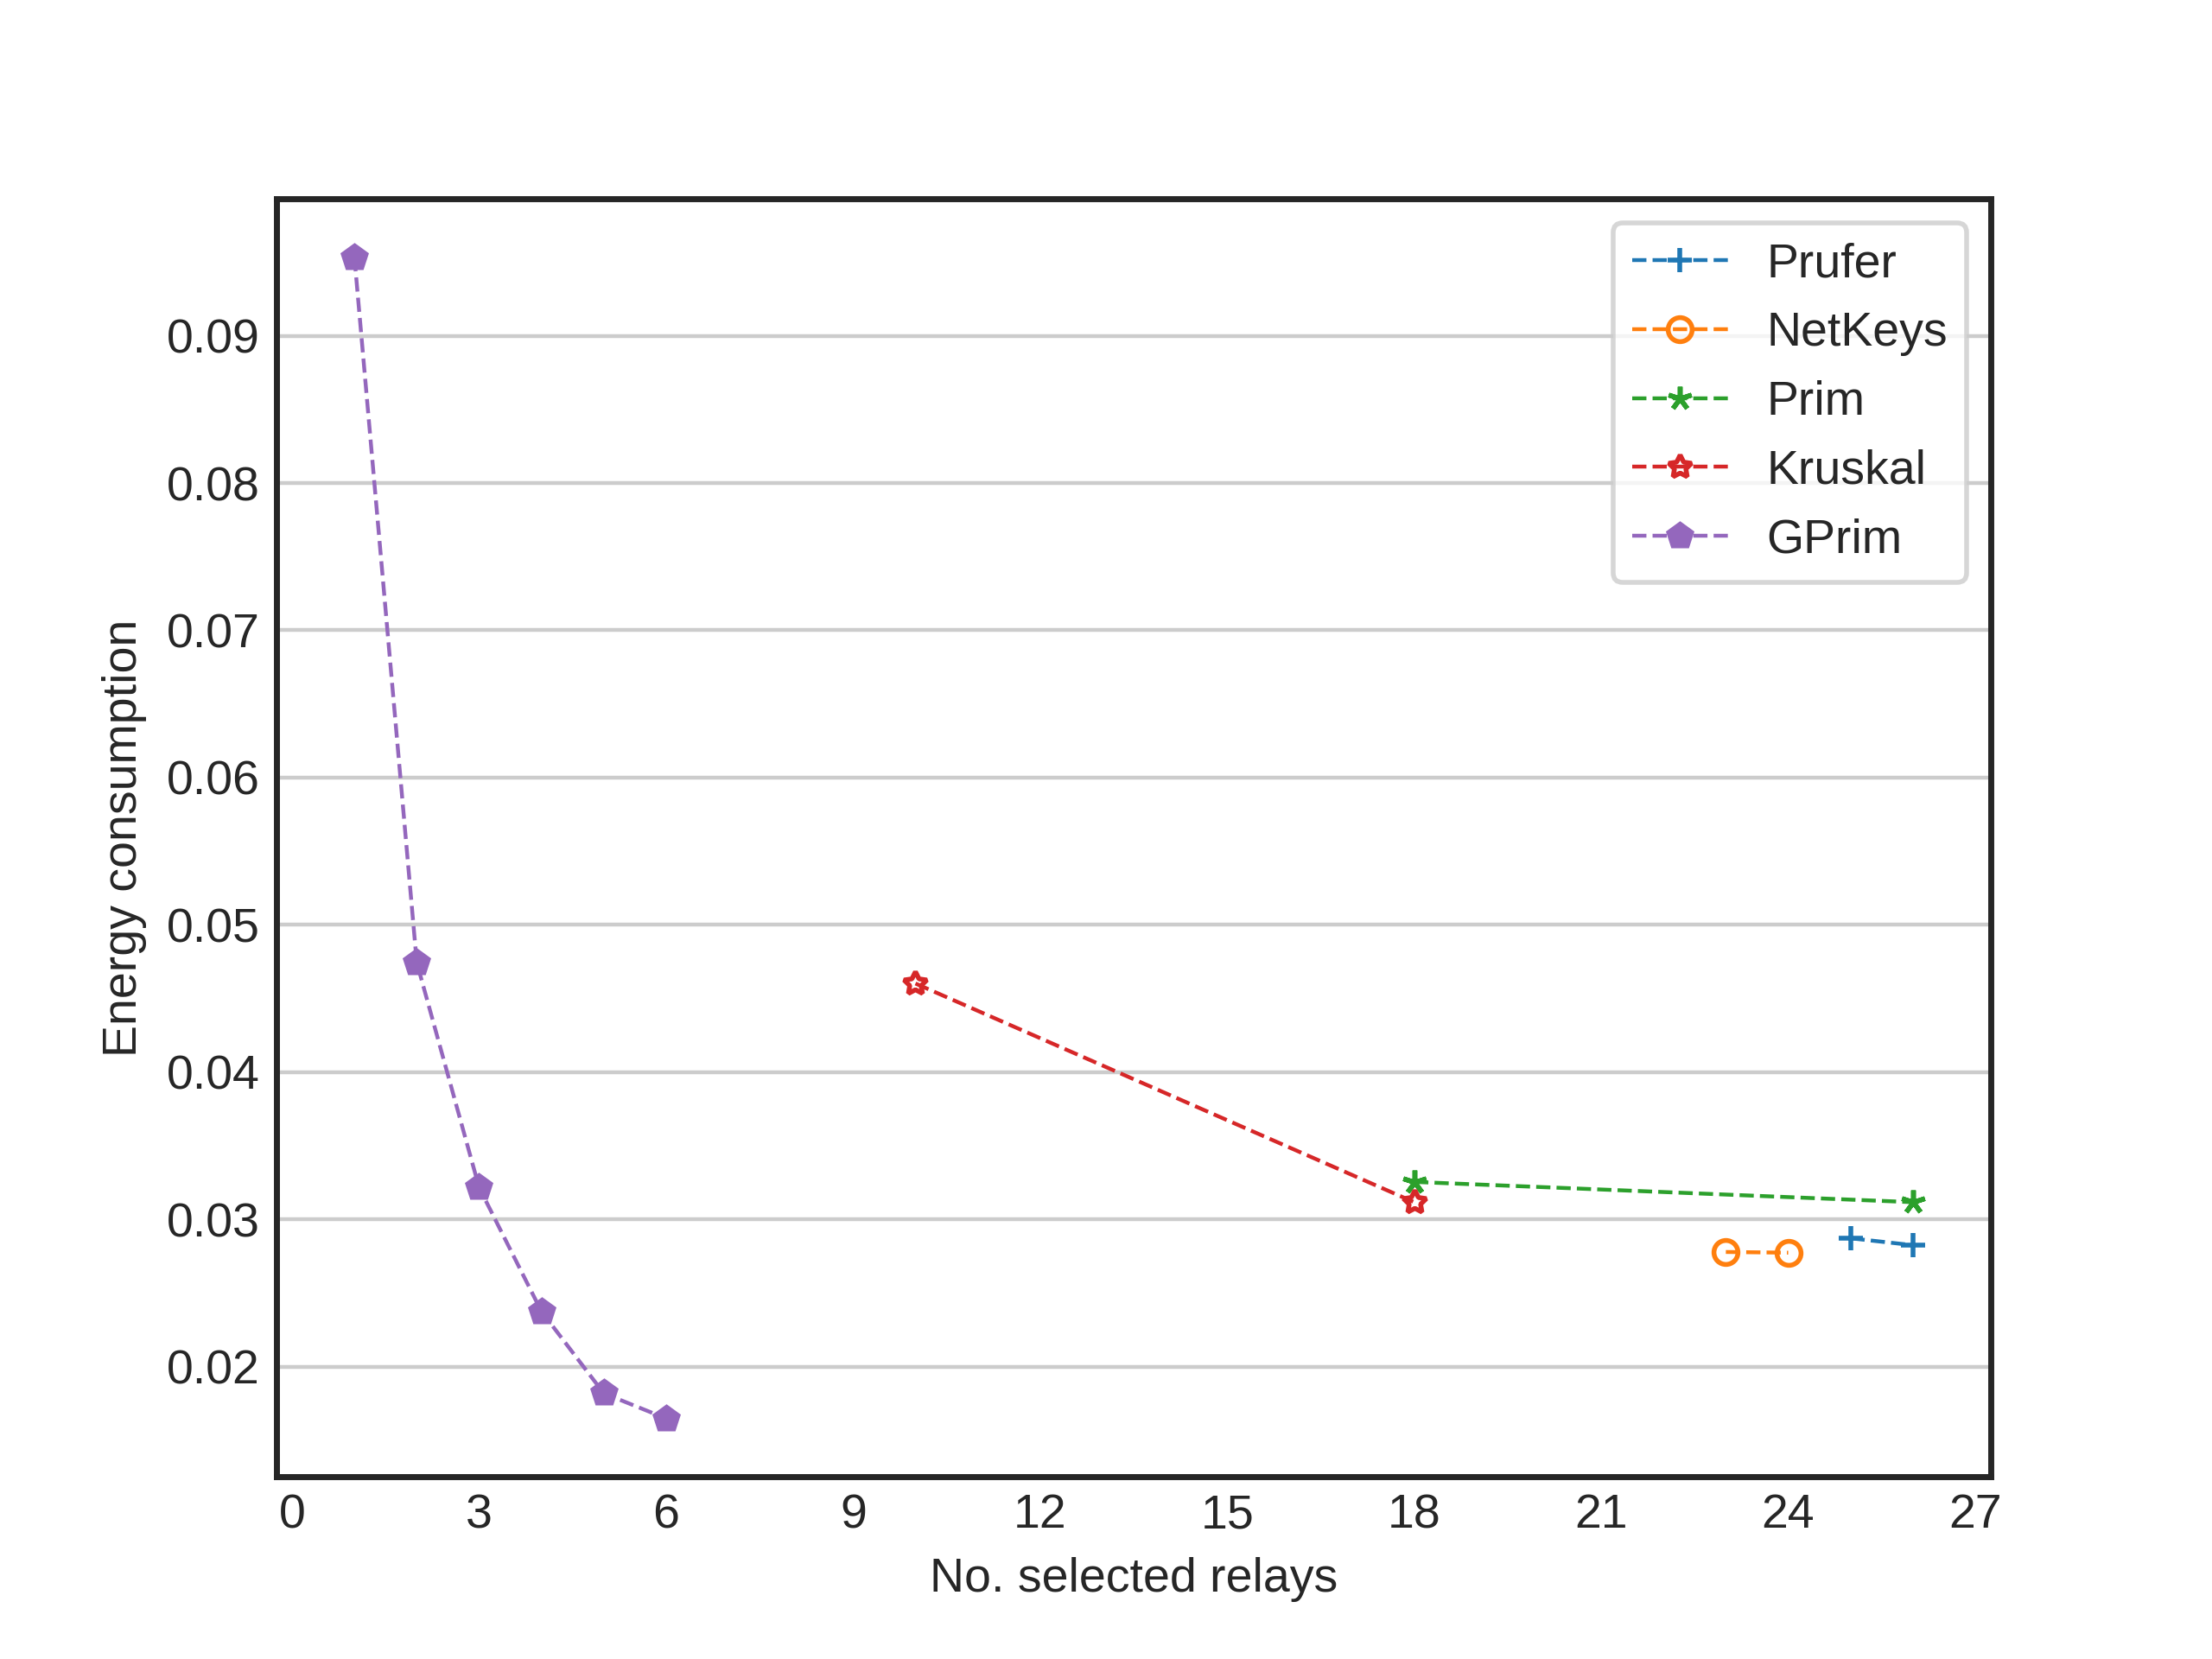 Prufer
NetKeys
Prim
Kruskal
GPrim
0.09
0.08
0.07
0.06
0.05
0.04
0.03
0.02
Energy consumption
0 3 6 9 12 15 18 21 24 27
No. selected relays